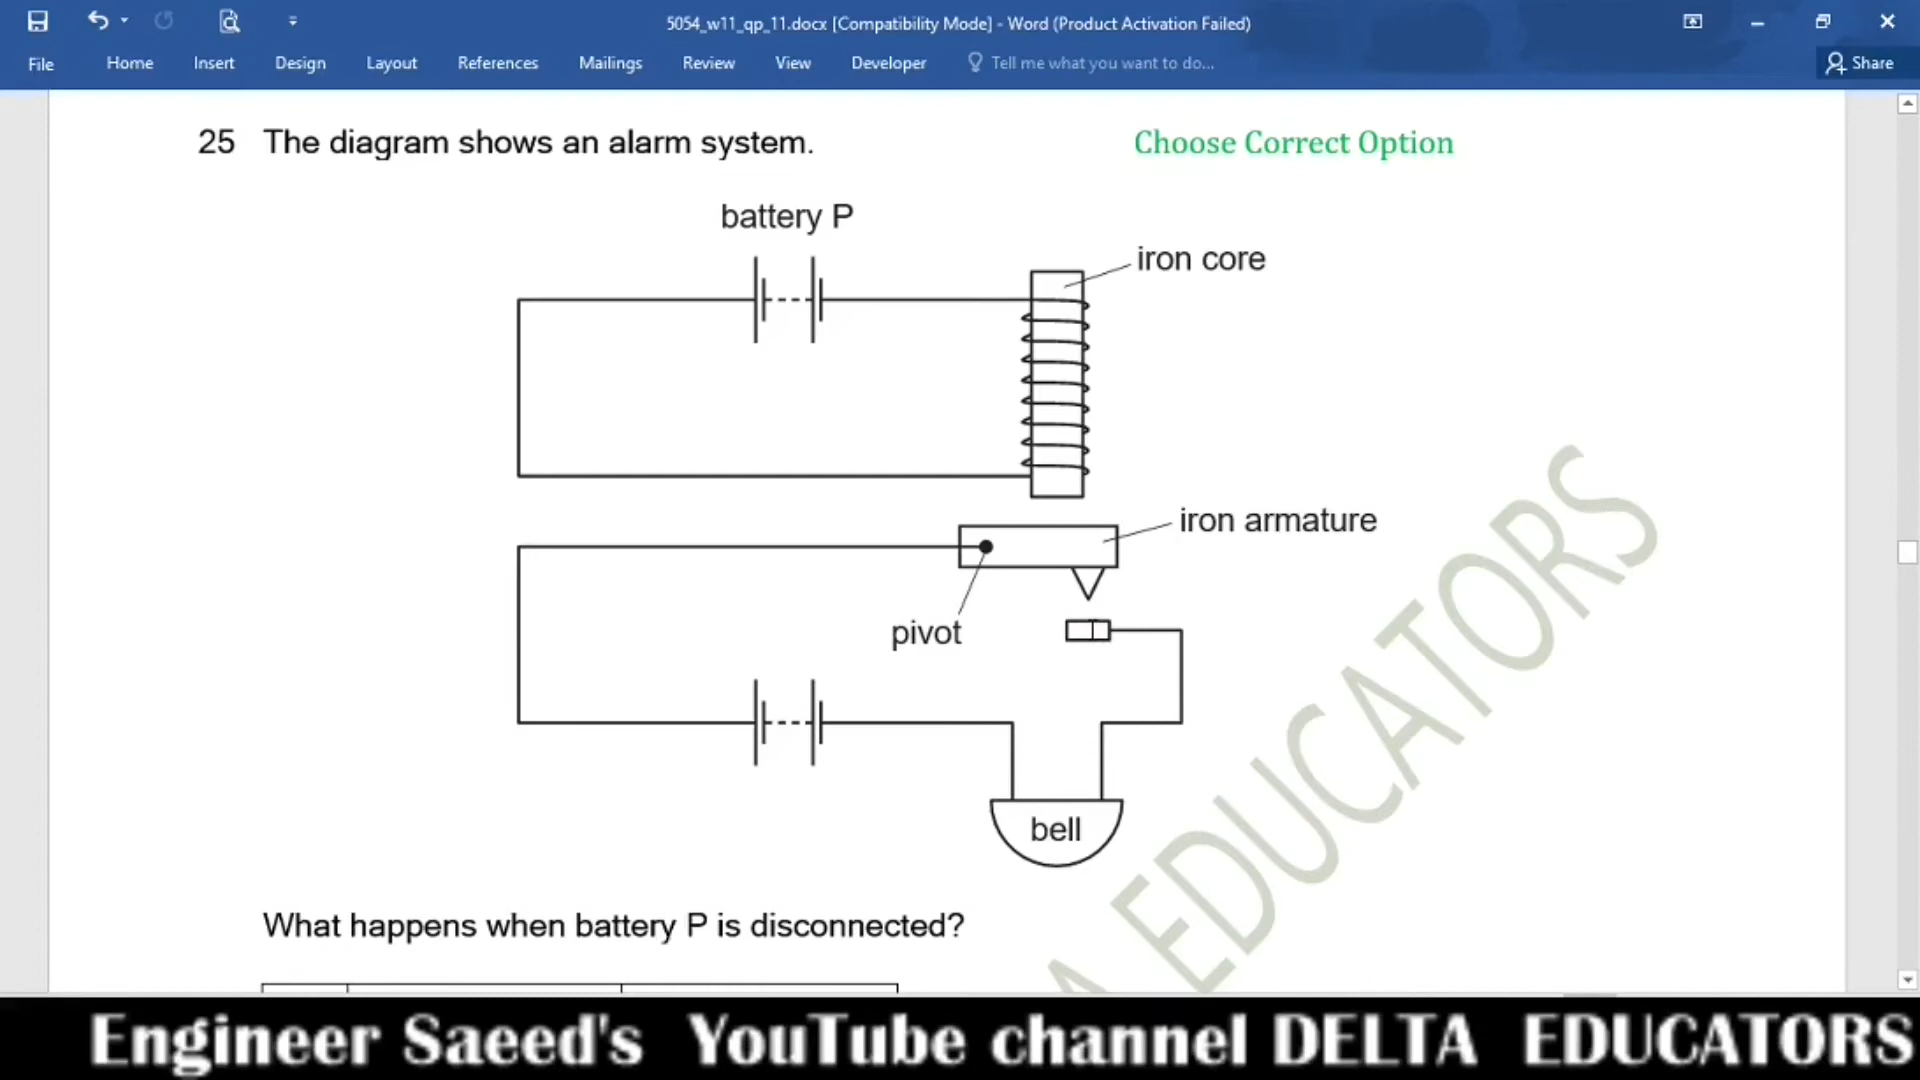 5054_w11_qp_11.docx [Compatibility Mode] - Word (Product Activation Failed)
File Home Insert Design Layout References Mailings Review View Developer Tell me what you want to do... Share
25 The diagram shows an alarm system. Choose Correct Option
battery P
iron core
iron armature
pivot
bell
What happens when battery P is disconnected?
A EDUCATORS
Engineer Saeed's YouTube channel DELTA EDUCATORS